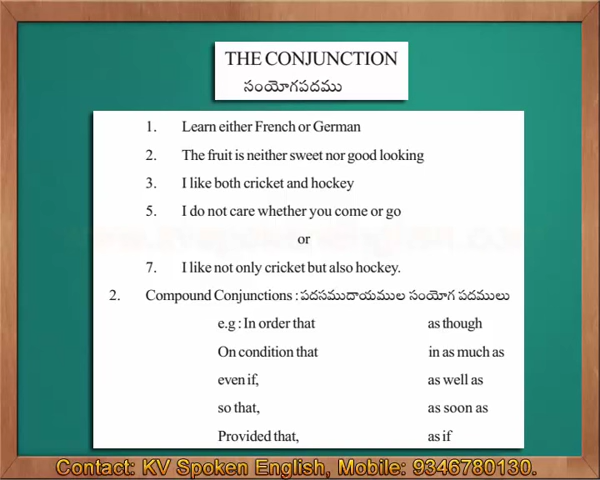 THE CONJUNCTION
సంయోగపదము
1. Learn either French or German
2. The fruit is neither sweet nor good looking
3. I like both cricket and hockey
5. I do not care whether you come or go
or
7. I like not only cricket but also hockey.
2. Compound Conjunctions : పదసముదాయముల సంయోగ పదములు
e.g : In order that as though
On condition that in as much as
even if, as well as
so that, as soon as
Provided that, as if
Contact: KV Spoken English, Mobile: 9346780130.